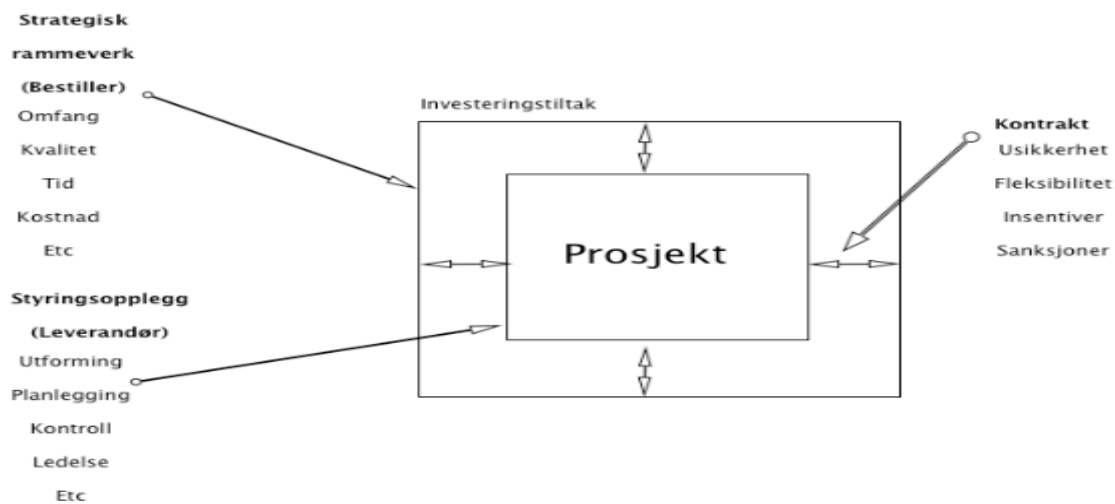 Strategisk
rammeverk
(Bestiller)
Omfang
Kvalitet
Tid
Kostnad
Etc
Styringsopplegg
(Leverandør)
Utforming
Planlegging
Kontroll
Ledelse
Etc
Investeringstiltak
Prosjekt
Kontrakt
Usikkerhet
Fleksibilitet
Insentiver
Sanksjoner